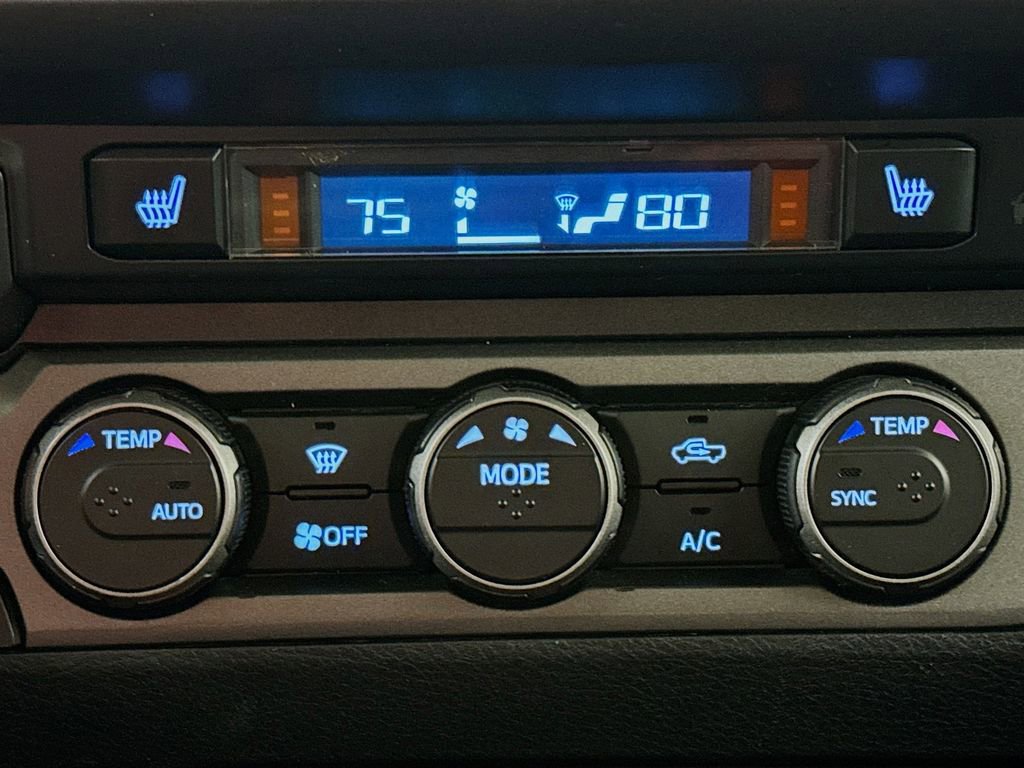 75 80
TEMP
AUTO
OFF
MODE
A/C
TEMP
SYNC